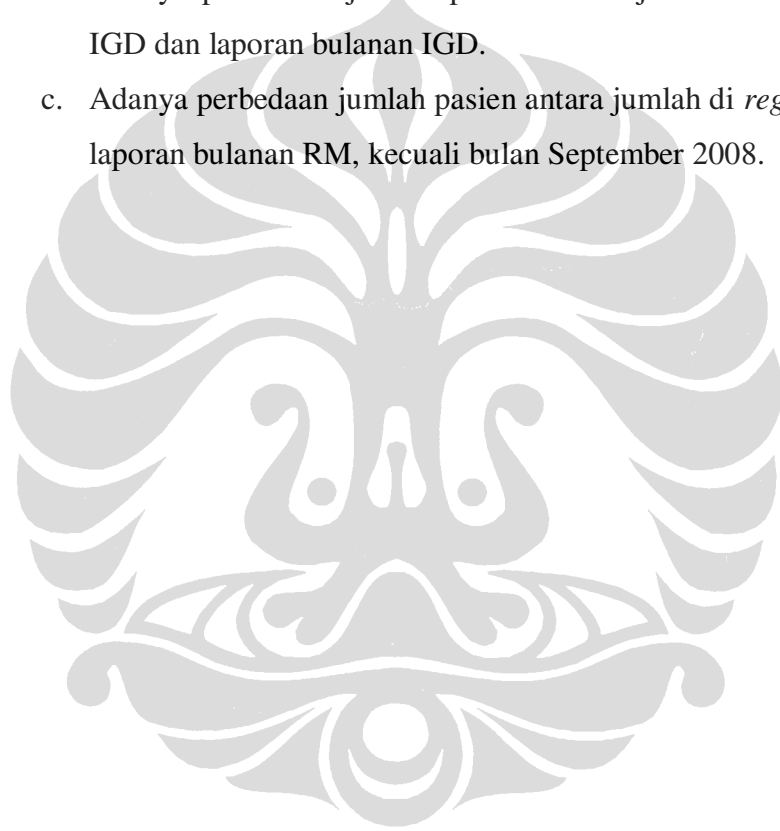 IGD dan laporan bulanan IGD.
c. Adanya perbedaan jumlah pasien antara jumlah di reg
laporan bulanan RM, kecuali bulan September 2008.